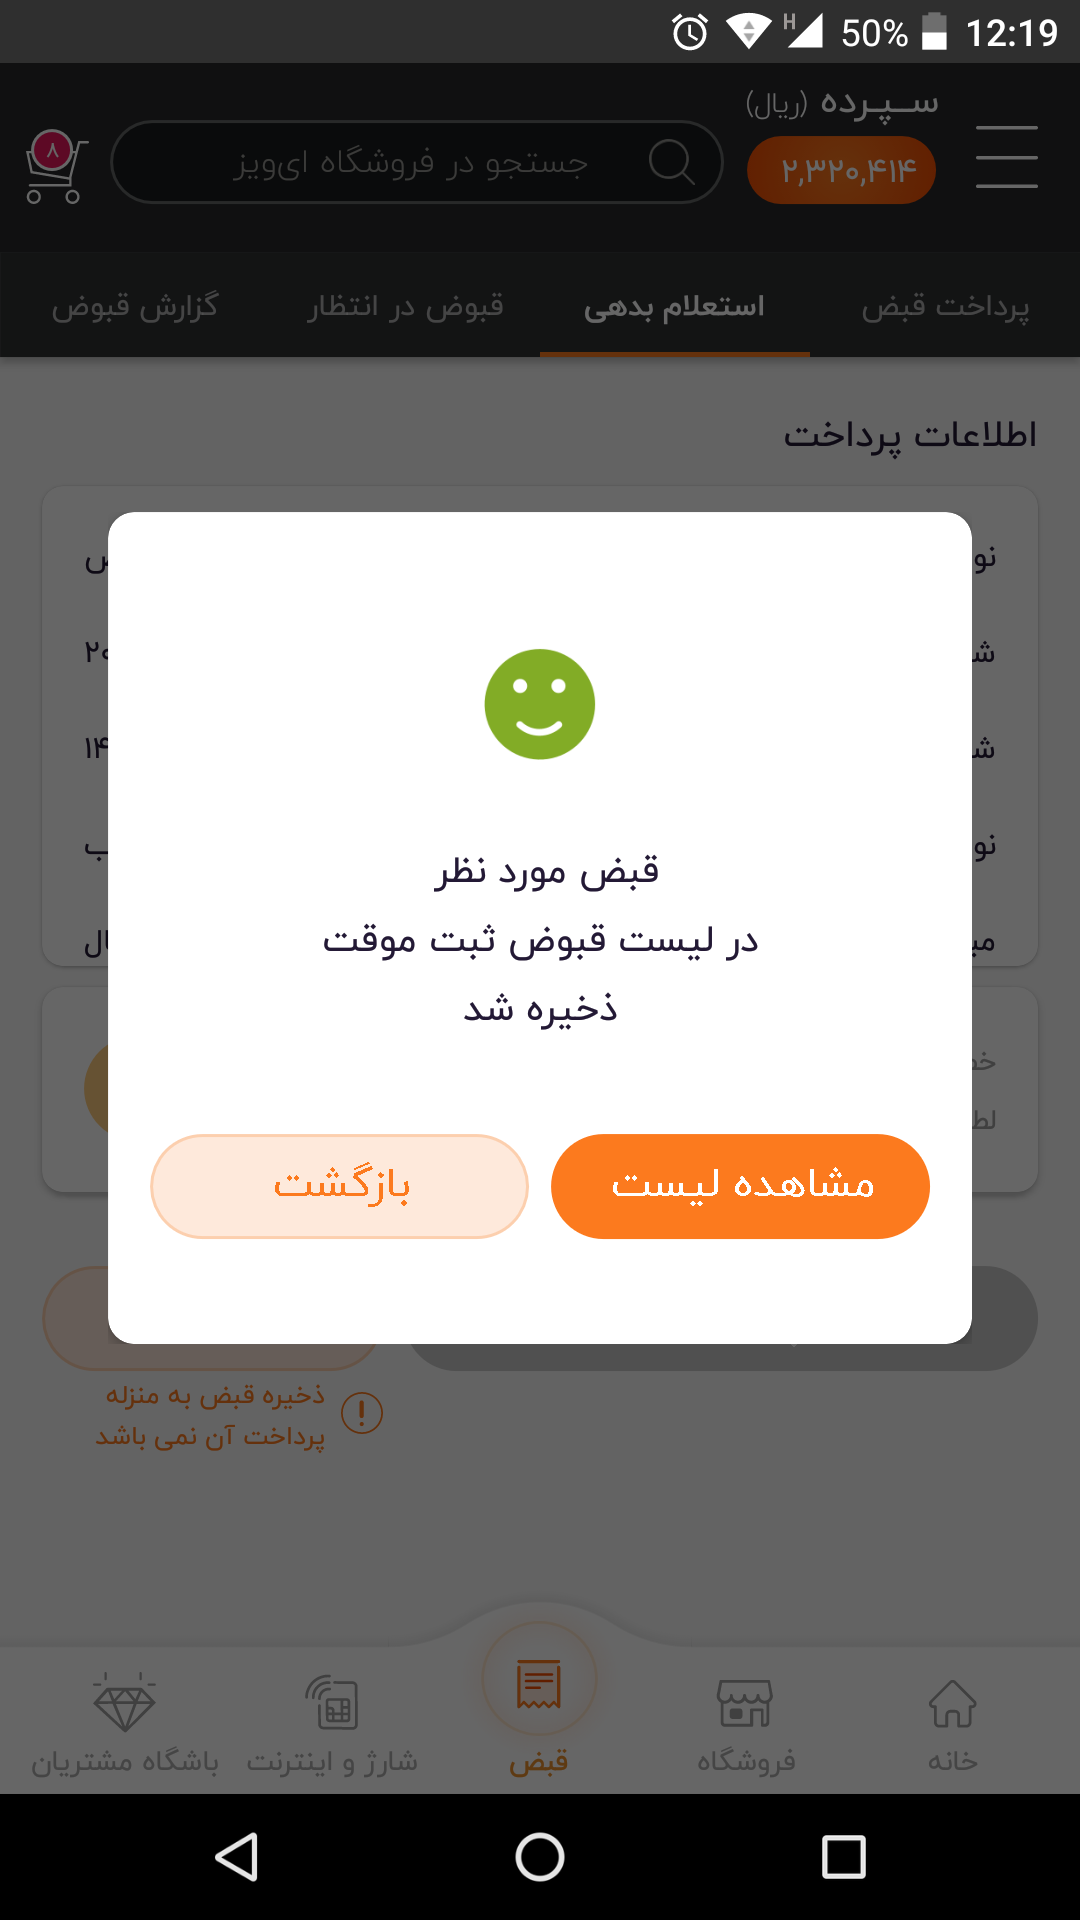 50% 12:19
H
سـپـرده (ریال)
۲,۳۲۰,۴۱۴
جستجو در فروشگاه ای‌ویز
۸
پرداخت قبض
استعلام بدهی
قبوض در انتظار
گزارش قبوض
اطلاعات پرداخت
قبض مورد نظر
در لیست قبوض ثبت موقت
ذخیره شد
مشاهده لیست
بازگشت
ذخیره قبض به منزله
پرداخت آن نمی باشد
خانه
فروشگاه
قبض
شارژ و اینترنت
باشگاه مشتریان